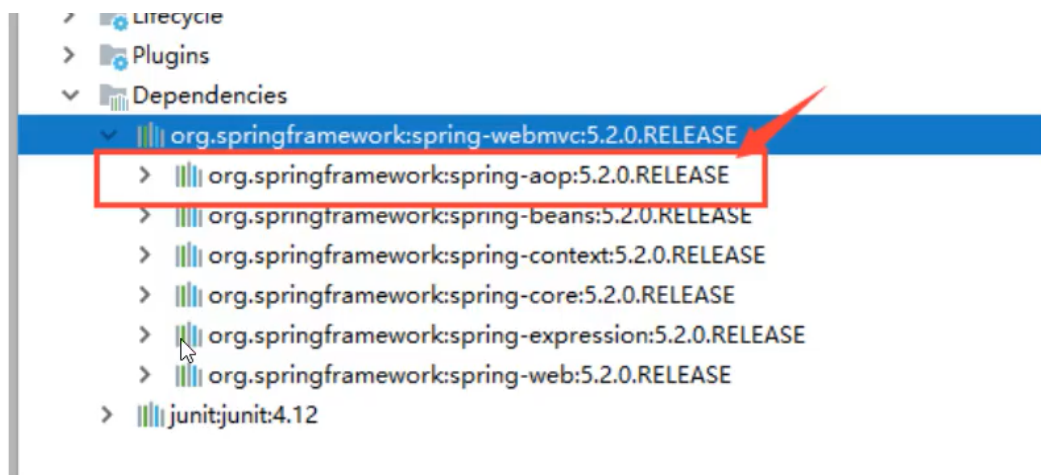 Lifecycle
Plugins
Dependencies
org.springframework:spring-webmvc:5.2.0.RELEASE
org.springframework:spring-aop:5.2.0.RELEASE
org.springframework:spring-beans:5.2.0.RELEASE
org.springframework:spring-context:5.2.0.RELEASE
org.springframework:spring-core:5.2.0.RELEASE
org.springframework:spring-expression:5.2.0.RELEASE
org.springframework:spring-web:5.2.0.RELEASE
junit:junit:4.12